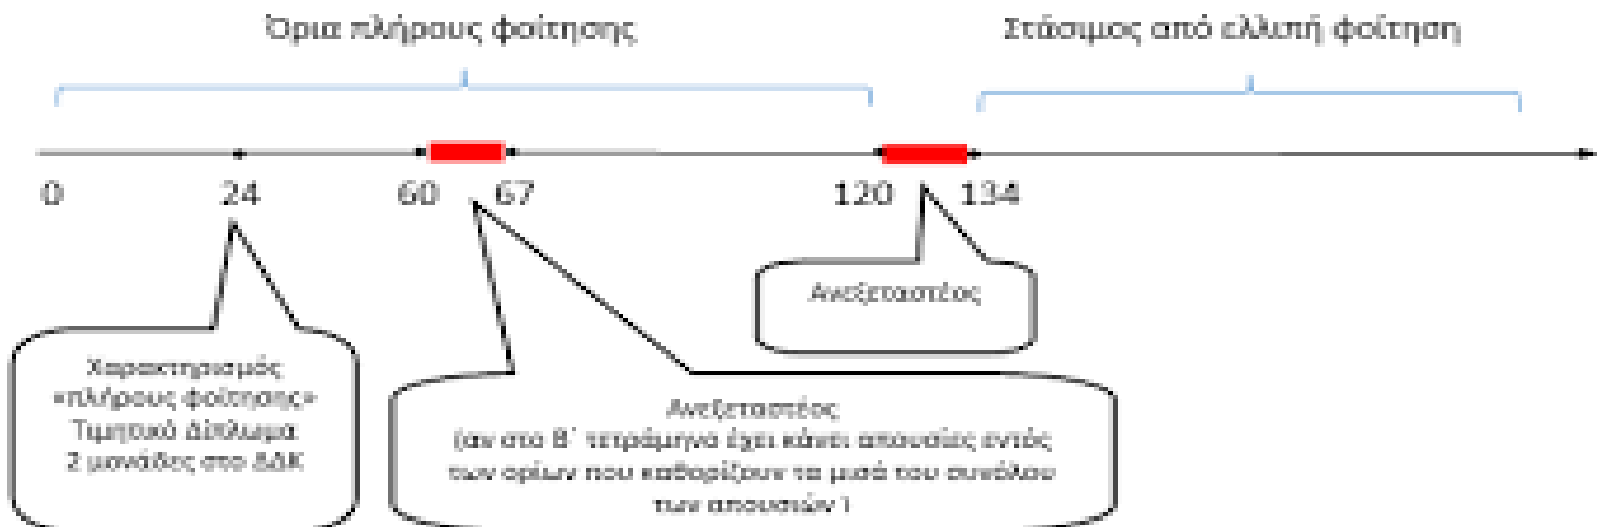 Όρια πλήρους φοίτησης
Στάσιμος από ελλιπή φοίτηση
0 24 60 67 120 134
Ανεξεταστέος
Χαρακτηρισμός
«πλήρους φοίτησης»
Τιμητικό Δίπλωμα
2 μονάδες στο ΔΔΚ
Ανεξεταστέος
(αν στο Β΄ τετράμηνο έχει κάνει απουσίες εντός
των ορίων που καθορίζουν τα μισά του συνόλου
των απουσιών